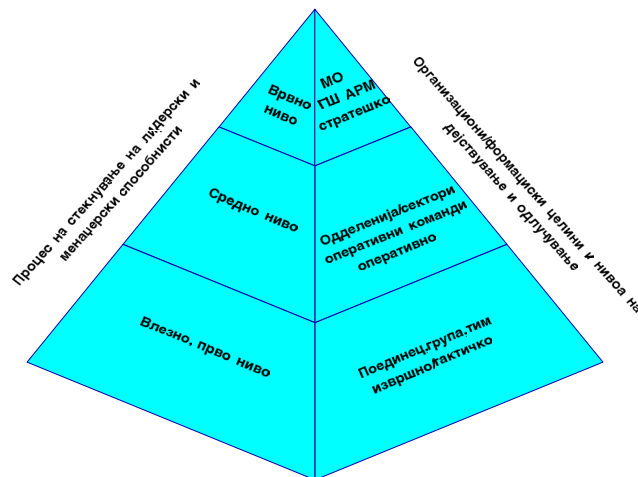 Процес на стекнување на лидерски и
менаџерски способнисти
Врвно
ниво
МО
ГШ АРМ
стратешко
Организациони/формациски целини и нивоа на
дејствување и одлучување
Средно ниво
Одделенија/сектори
оперативни команди
оперативно
Влезно, прво ниво
Поединец,група,тим
извршно/тактичко